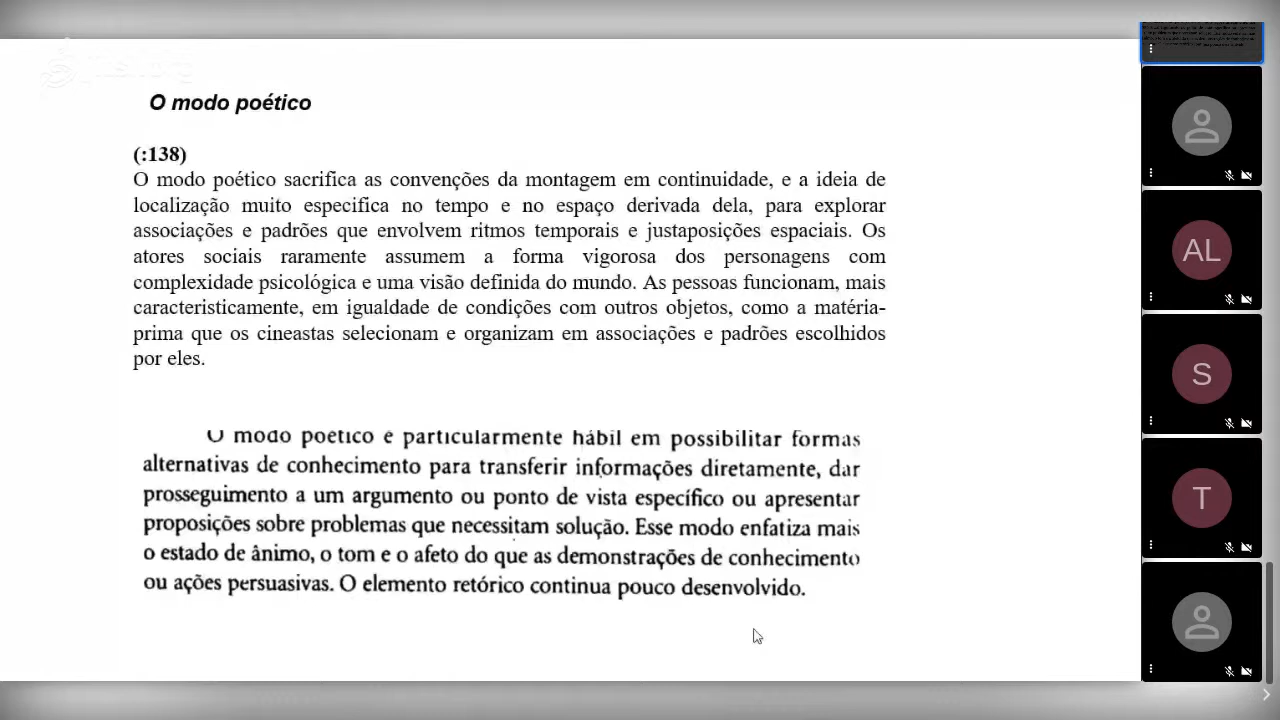 O modo poético
(:138)
O modo poético sacrifica as convenções da montagem em continuidade, e a ideia de
localização muito especifica no tempo e no espaço derivada dela, para explorar
associações e padrões que envolvem ritmos temporais e justaposições espaciais. Os
atores sociais raramente assumem a forma vigorosa dos personagens com
complexidade psicológica e uma visão definida do mundo. As pessoas funcionam, mais
caracteristicamente, em igualdade de condições com outros objetos, como a matéria-
prima que os cineastas selecionam e organizam em associações e padrões escolhidos
por eles.
O modo poético é particularmente hábil em possibilitar formas
alternativas de conhecimento para transferir informações diretamente, dar
prosseguimento a um argumento ou ponto de vista específico ou apresentar
proposições sobre problemas que necessitam solução. Esse modo enfatiza mais
o estado de ânimo, o tom e o afeto do que as demonstrações de conhecimento
ou ações persuasivas. O elemento retórico continua pouco desenvolvido.
AL
S
T